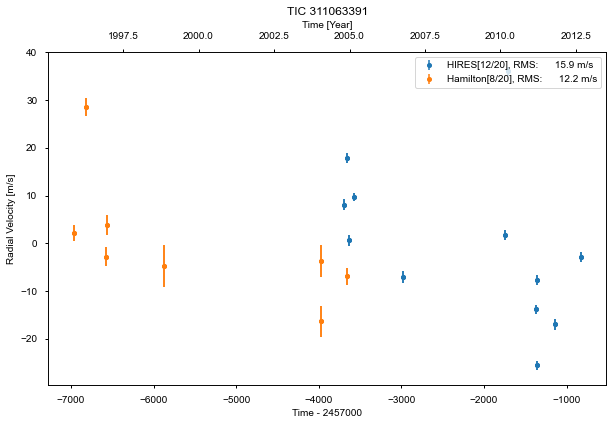 TIC 311063391
Time [Year]
1997.5 2000.0 2002.5 2005.0 2007.5 2010.0 2012.5
HIRES[12/20], RMS: 15.9 m/s
Hamilton[8/20], RMS: 12.2 m/s
Radial Velocity [m/s]
40
30
20
10
0
−10
−20
−7000 −6000 −5000 −4000 −3000 −2000 −1000
Time - 2457000